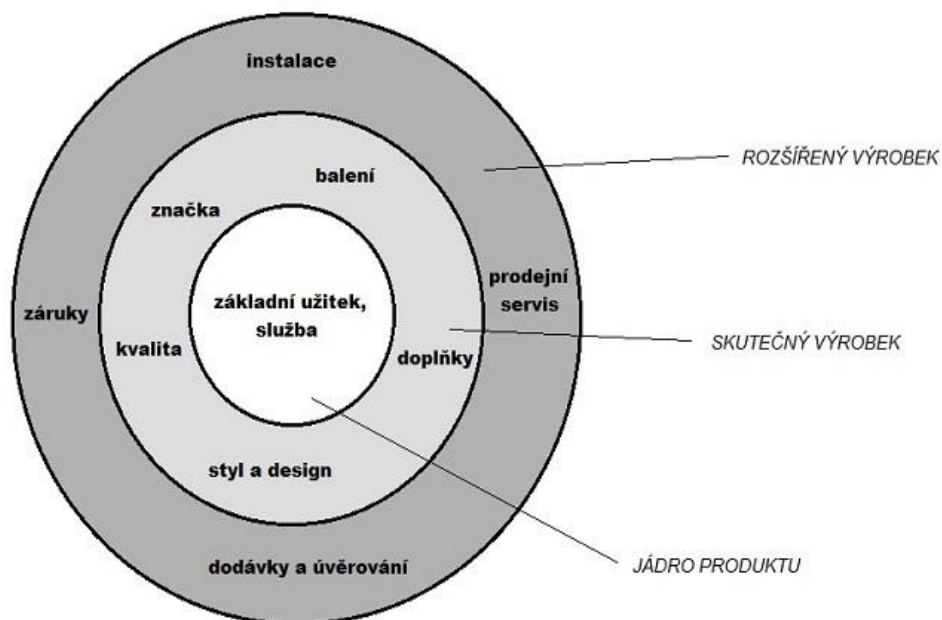 instalace
ROZŠÍŘENÝ VÝROBEK
balení
značka
prodejní
servis
základní užitek,
služba
záruky
SKUTEČNÝ VÝROBEK
kvalita
doplňky
styl a design
dodávky a úvěrování
JÁDRO PRODUKTU